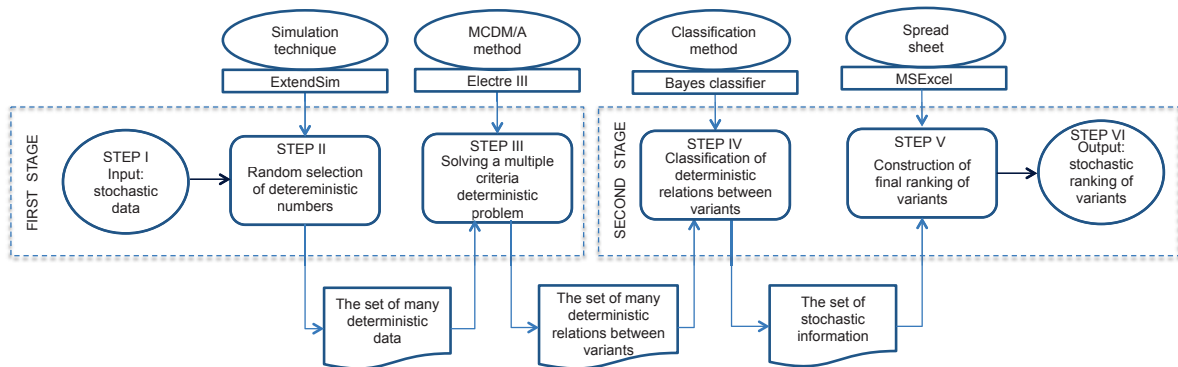 Simulation
technique
ExtendSim
MCDM/A
method
Electre III
Classification
method
Bayes classifier
Spread
sheet
MSExcel
FIRST STAGE
STEP I
Input:
stochastic
data
STEP II
Random selection
of detereministic
numbers
STEP III
Solving a multiple
criteria
deterministic
problem
SECOND STAGE
STEP IV
Classification of
deterministic
relations between
variants
STEP V
Construction of
final ranking of
variants
STEP VI
Output:
stochastic
ranking of
variants
The set of many
deterministic
data
The set of many
deterministic
relations between
variants
The set of
stochastic
information